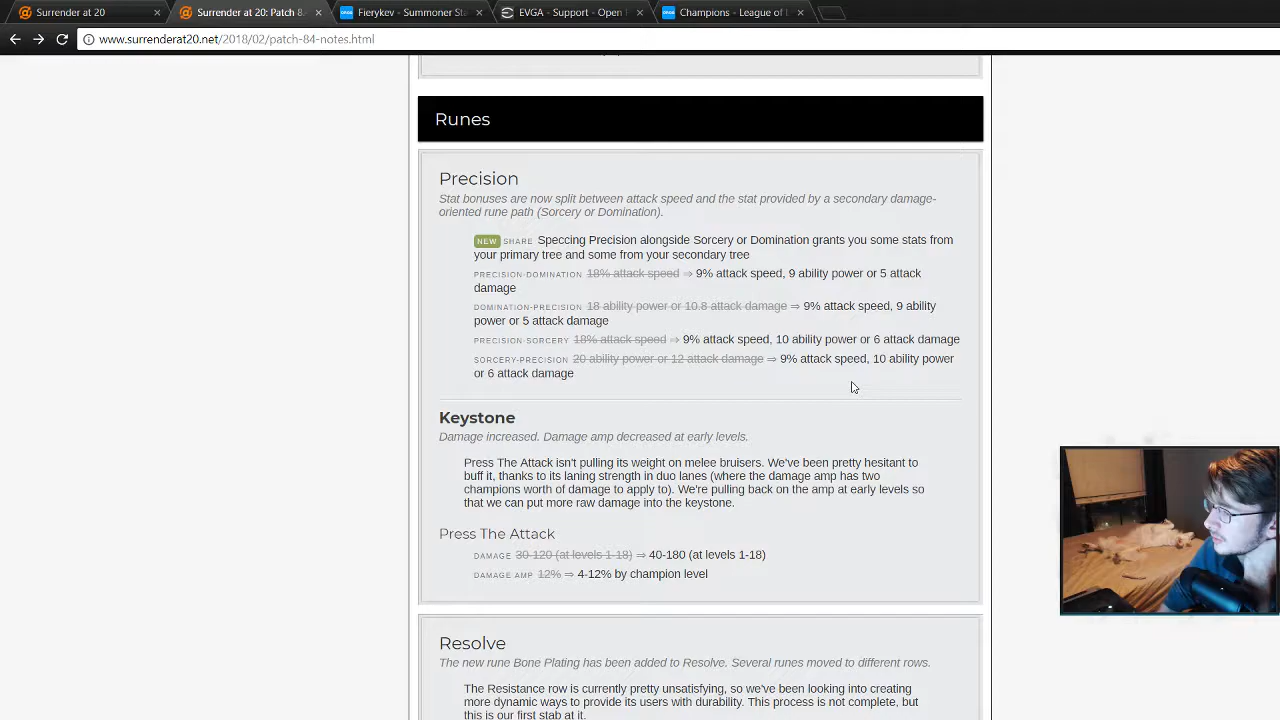 Surrender at 20
Surrender at 20: Patch 8.
Fierykev - Summoner Sta
EVGA - Support - Open R
Champions - League of L
www.surrenderat20.net/2018/02/patch-84-notes.html
Runes
Precision
Stat bonuses are now split between attack speed and the stat provided by a secondary damage-
oriented rune path (Sorcery or Domination).
NEW SHARE Speccing Precision alongside Sorcery or Domination grants you some stats from
your primary tree and some from your secondary tree
PRECISION-DOMINATION 18% attack speed ⇒ 9% attack speed, 9 ability power or 5 attack
damage
DOMINATION-PRECISION 18 ability power or 10.8 attack damage ⇒ 9% attack speed, 9 ability
power or 5 attack damage
PRECISION-SORCERY 18% attack speed ⇒ 9% attack speed, 10 ability power or 6 attack damage
SORCERY-PRECISION 20 ability power or 12 attack damage ⇒ 9% attack speed, 10 ability power
or 6 attack damage
Keystone
Damage increased. Damage amp decreased at early levels.
Press The Attack isn't pulling its weight on melee bruisers. We've been pretty hesitant to
buff it, thanks to its laning strength in duo lanes (where the damage amp has two
champions worth of damage to apply to). We're pulling back on the amp at early levels so
that we can put more raw damage into the keystone.
Press The Attack
DAMAGE 30-120 (at levels 1-18) ⇒ 40-180 (at levels 1-18)
DAMAGE AMP 12% ⇒ 4-12% by champion level
Resolve
The new rune Bone Plating has been added to Resolve. Several runes moved to different rows.
The Resistance row is currently pretty unsatisfying, so we've been looking into creating
more dynamic ways to provide its users with durability. This process is not complete, but
this is our first stab at it.